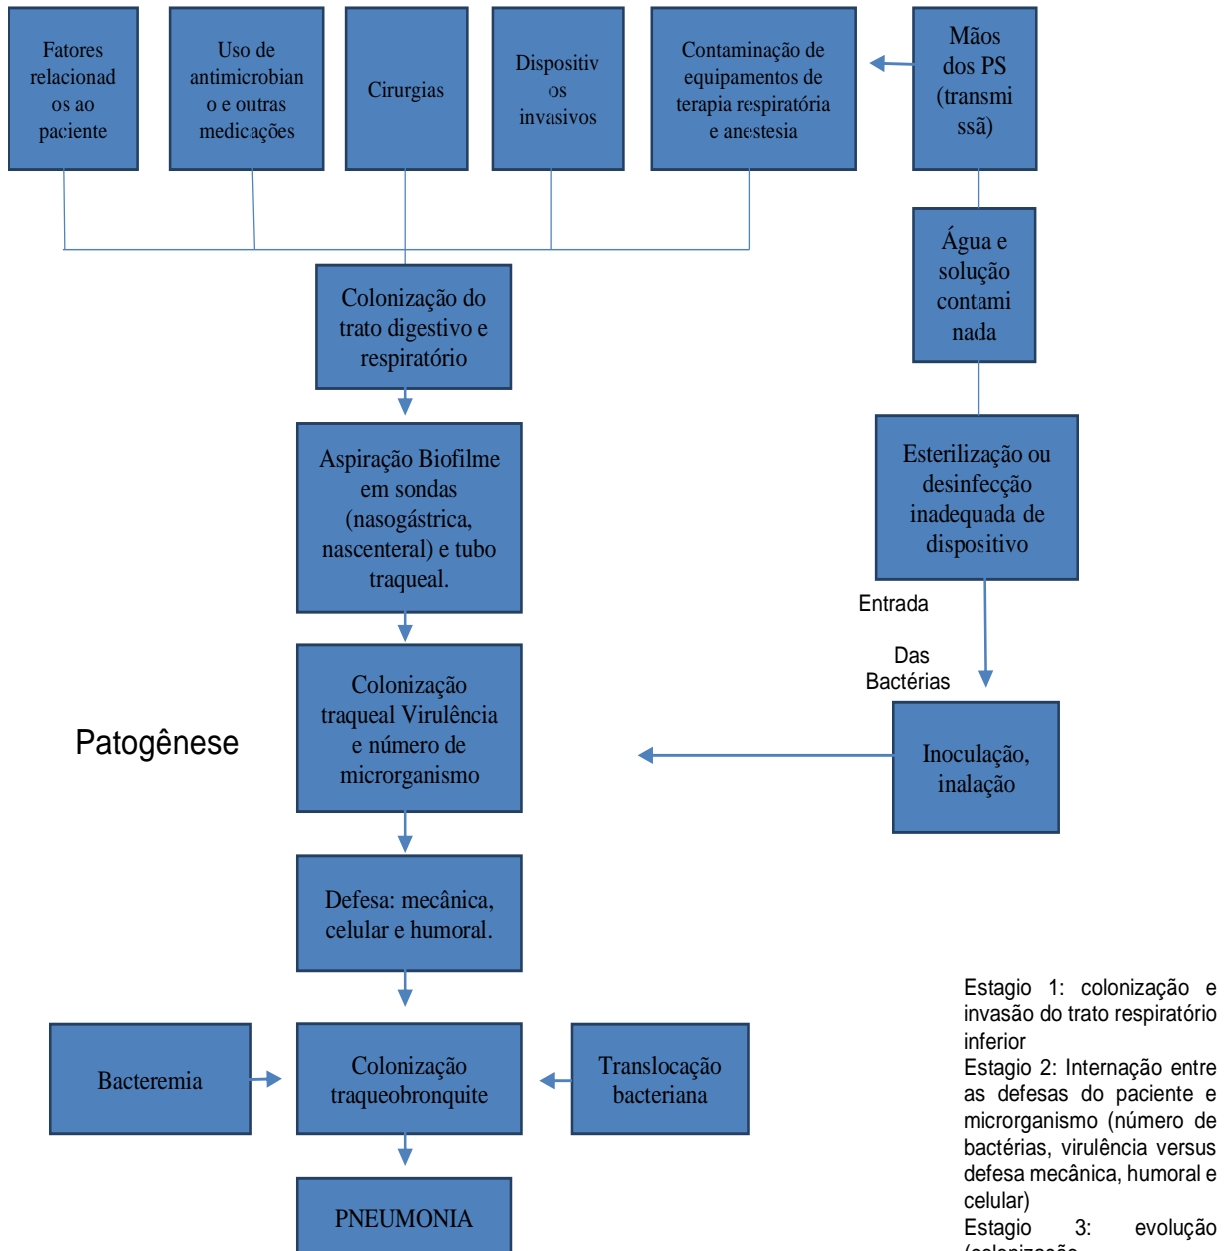 Fatores
relacionad
os ao
paciente
Uso de
antimicrobian
o e outras
medicações
Cirurgias
Dispositiv
os
invasivos
Contaminação de
equipamentos de
terapia respiratória
e anestesia
Mãos
dos PS
(transmi
ssã)
Água e
solução
contami
nada
Colonização do
trato digestivo e
respiratório
Aspiração Biofilme
em sondas
(nasogástrica,
nascenteral) e tubo
traqueal.
Esterilização ou
desinfecção
inadequada de
dispositivo
Entrada
Das
Bactérias
Colonização
traqueal Virulência
e número de
microrganismo
Patogênese
Inoculação,
inalação
Defesa: mecânica,
celular e humoral.
Bacteremia
Colonização
traqueobronquite
Translocação
bacteriana
PNEUMONIA
Estagio 1: colonização e
invasão do trato respiratório
inferior
Estagio 2: Internação entre
as defesas do paciente e
microrganismo (número de
bactérias, virulência versus
defesa mecânica, humoral e
celular)
Estagio 3: evolução